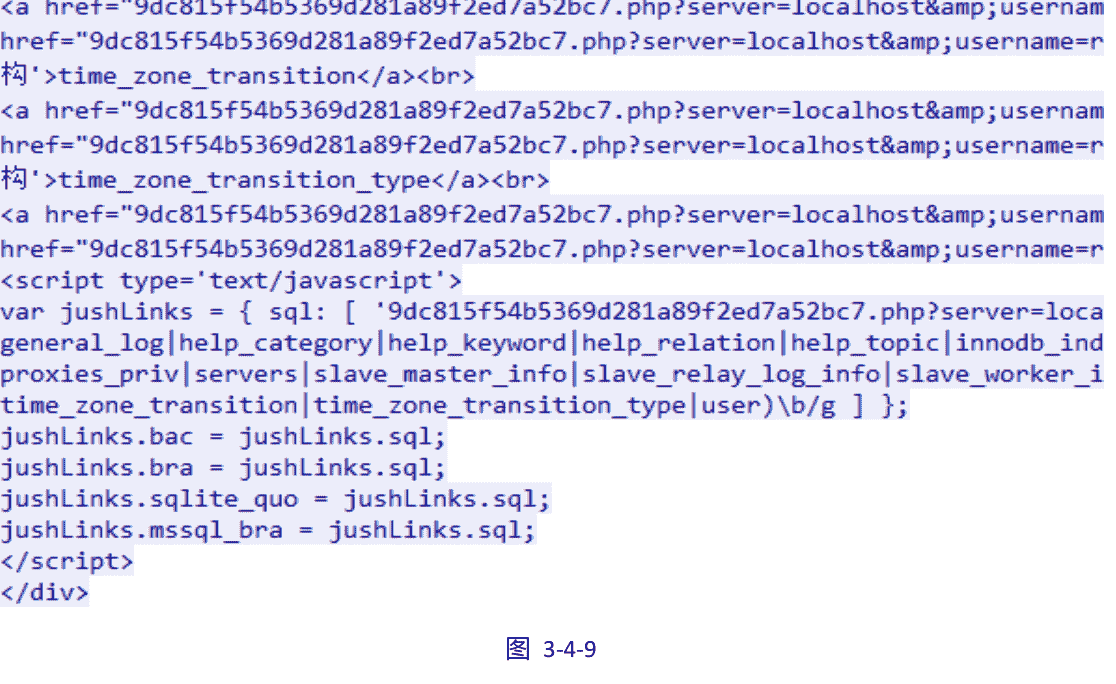 <a href="9dc815f54b5369d281a89f2ed7a52bc7.php?server=localhost&amp;usernam
href="9dc815f54b5369d281a89f2ed7a52bc7.php?server=localhost&amp;username=r
构'>time_zone_transition</a><br>
<a href="9dc815f54b5369d281a89f2ed7a52bc7.php?server=localhost&amp;usernam
href="9dc815f54b5369d281a89f2ed7a52bc7.php?server=localhost&amp;username=r
构'>time_zone_transition_type</a><br>
<a href="9dc815f54b5369d281a89f2ed7a52bc7.php?server=localhost&amp;usernam
href="9dc815f54b5369d281a89f2ed7a52bc7.php?server=localhost&amp;username=r
<script type='text/javascript'>
var jushLinks = { sql: [ '9dc815f54b5369d281a89f2ed7a52bc7.php?server=loca
general_log|help_category|help_keyword|help_relation|help_topic|innodb_ind
proxies_priv|servers|slave_master_info|slave_relay_log_info|slave_worker_i
time_zone_transition|time_zone_transition_type|user)\b/g ] };
jushLinks.bac = jushLinks.sql;
jushLinks.bra = jushLinks.sql;
jushLinks.sqlite_quo = jushLinks.sql;
jushLinks.mssql_bra = jushLinks.sql;
</script>
</div>
图 3-4-9